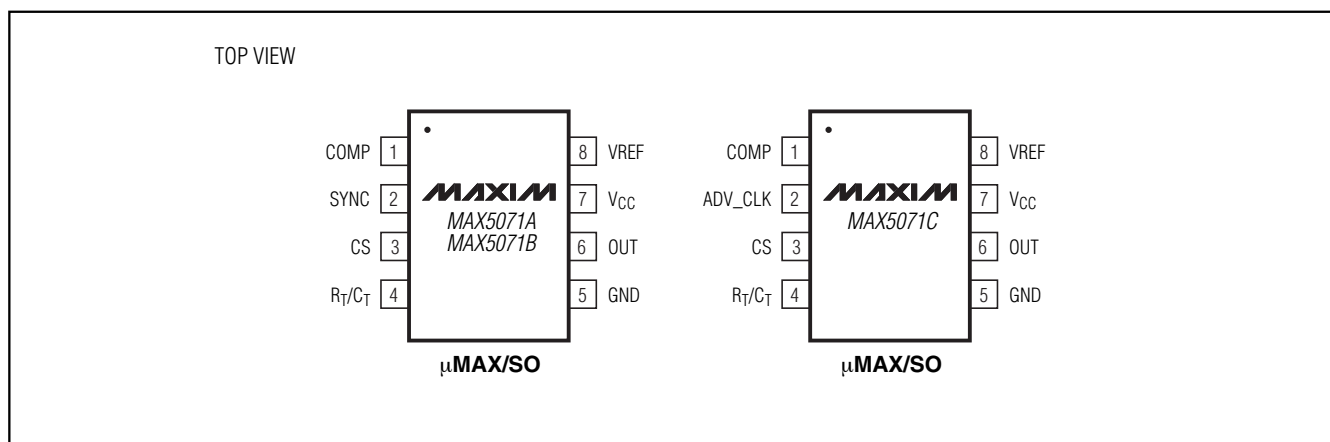 TOP VIEW
COMP 1
SYNC 2
CS 3
RT/CT 4
MAXIM
MAX5071A
MAX5071B
8 VREF
7 VCC
6 OUT
5 GND
µMAX/SO
COMP 1
ADV_CLK 2
CS 3
RT/CT 4
MAXIM
MAX5071C
8 VREF
7 VCC
6 OUT
5 GND
µMAX/SO